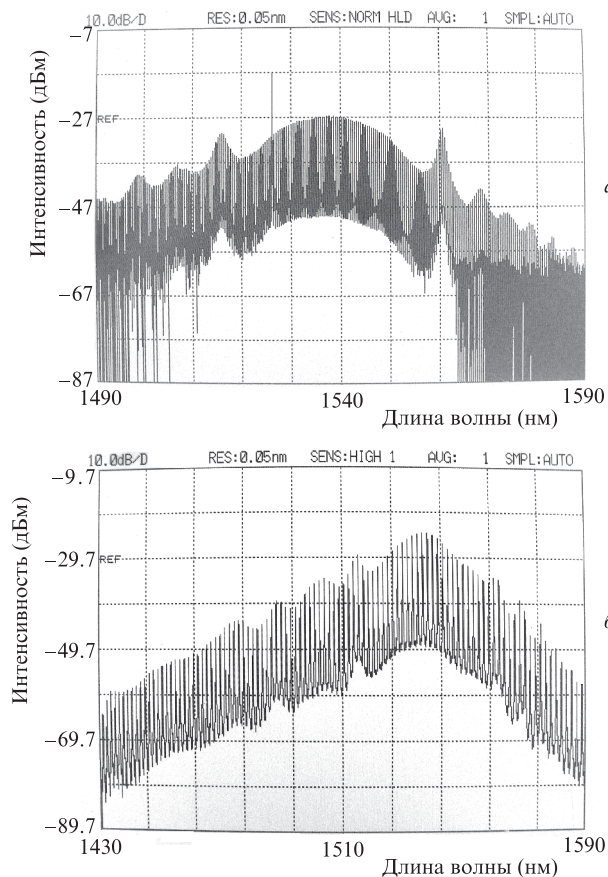 10.0dB/D RES:0.05nm SENS:NORM HLD AVG: 1 SMPL:AUTO
Интенсивность (дБм)
−7
−27
REF
−47
−67
−87
1490 1540 1590
Длина волны (нм)
10.0dB/D RES:0.05nm SENS:HIGH 1 AVG: 1 SMPL:AUTO
Интенсивность (дБм)
−9.7
−29.7
REF
−49.7
−69.7
−89.7
1430 1510 1590
Длина волны (нм)